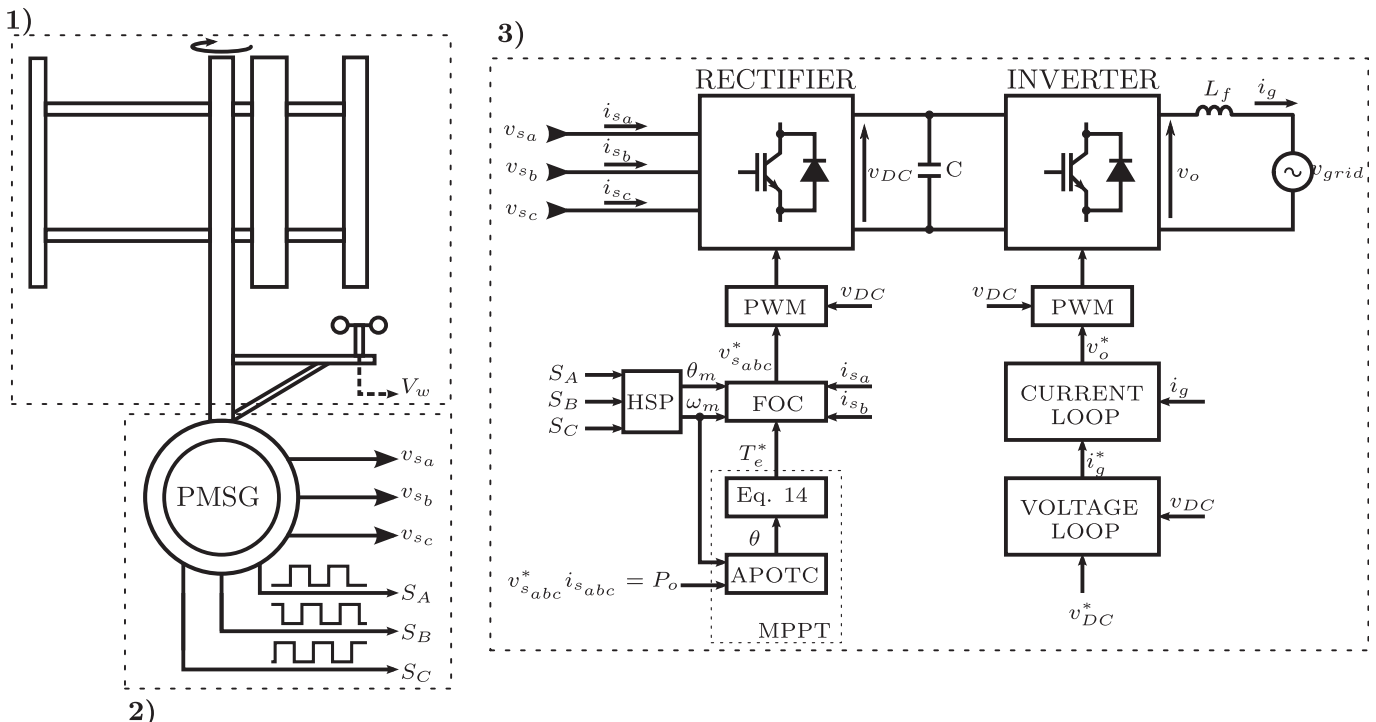 1)
V_w
PMSG
v_{s_a}
v_{s_b}
v_{s_c}
S_A
S_B
S_C
2)
3)
RECTIFIER
INVERTER
v_{s_a}
v_{s_b}
v_{s_c}
i_{s_a}
i_{s_b}
i_{s_c}
v_{DC}
C
v_o
L_f
i_g
v_{grid}
PWM
v_{DC}
v_{DC}
PWM
v^*_{s_{abc}}
v_o^*
S_A
S_B
S_C
HSP
θ_m
ω_m
FOC
i_{s_a}
i_{s_b}
CURRENT
LOOP
i_g
T_e^*
i_g^*
Eq. 14
VOLTAGE
LOOP
v_{DC}
θ
APOTC
v^*_{s_{abc}} i_{s_{abc}} = P_o
MPPT
v^*_{DC}